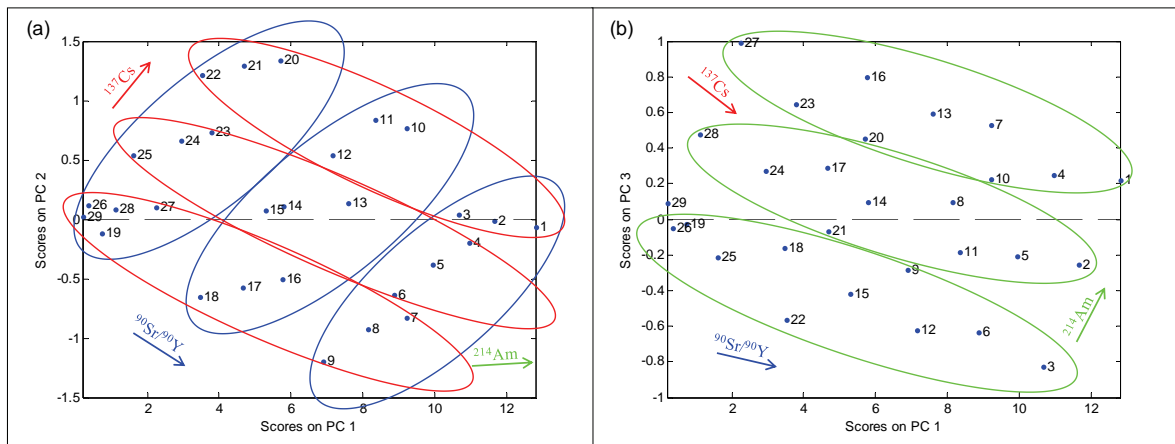 (a)
1.5
1
0.5
0
-0.5
-1
-1.5
2 4 6 8 10 12
Scores on PC 1
Scores on PC 2
137Cs
90Sr/90Y
214Am
22 21 20
11 10
25 24 23
12
26 28 27
29 19
15 14 13
3 2 1
4
5
18 17 16
6
7
8
9
(b)
1
0.8
0.6
0.4
0.2
0
-0.2
-0.4
-0.6
-0.8
-1
2 4 6 8 10 12
Scores on PC 1
Scores on PC 3
137Cs
90Sr/90Y
214Am
27
16
23
13
7
28
20
24 17
10 4 1
29
14 8
26 19
21
25 18
11 5 2
9
15
22
12 6
3